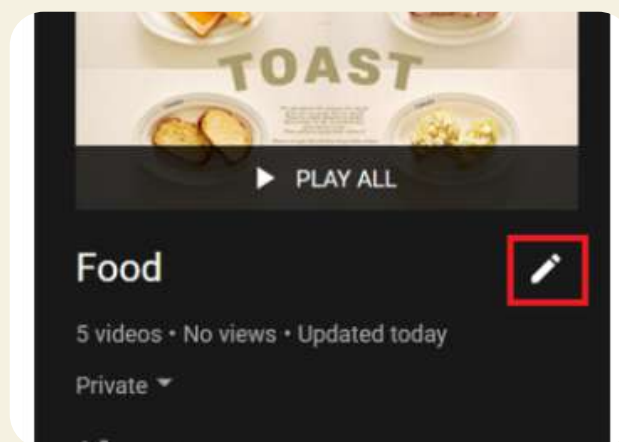 TOAST
PLAY ALL
Food
5 videos • No views • Updated today
Private